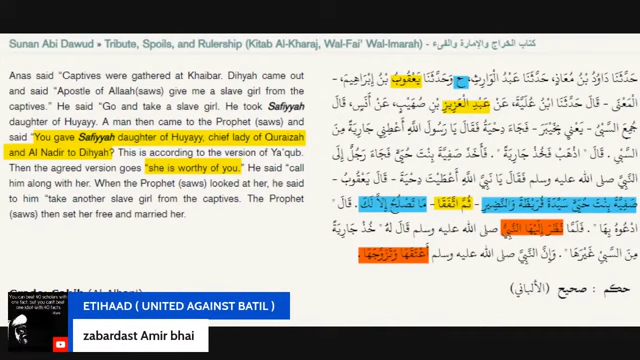 Sunan Abi Dawud • Tribute, Spoils, and Rulership (Kitab Al-Kharaj, Wal-Fai' Wal-Imarah) - كتاب الخراج والإمارة والفىء
Anas said "Captives were gathered at Khaibar. Dihyah came out
and said "Apostle of Allaah(saws) give me a slave girl from
the captives." He said "Go and take a slave girl. He took Safiyyah
daughter of Huyayy. A man then came to the Prophet (saws) and
said "You gave Safiyyah daughter of Huyayy, chief lady of Quraizah
and Al Nadir to Dihyah? This is according to the version of Ya'qub.
Then the agreed version goes "she is worthy of you." He said "call
him along with her. When the Prophet (saws) looked at her, he said
to him "take another slave girl from the captives. The Prophet
(saws) then set her free and married her.
حَدَّثَنَا دَاوُدُ بْنُ مُعَاذٍ، حَدَّثَنَا عَبْدُ الْوَارِثِ، ح وَحَدَّثَنَا يَعْقُوبُ بْنُ إِبْرَاهِيمَ،
الْمَعْنَى - قَالَ حَدَّثَنَا ابْنُ عُلَيَّةَ، عَنْ عَبْدِ الْعَزِيزِ بْنِ صُهَيْبٍ، عَنْ أَنَسٍ، قَالَ
جُمِعَ السَّبْىُ - يَعْنِي بِخَيْبَرَ - فَجَاءَ دِحْيَةُ فَقَالَ يَا رَسُولَ اللَّهِ أَعْطِنِي جَارِيَةً مِنَ
السَّبْىِ . قَالَ " اذْهَبْ فَخُذْ جَارِيَةً " . فَأَخَذَ صَفِيَّةَ بِنْتَ حُيَىٍّ فَجَاءَ رَجُلٌ إِلَى
النَّبِيِّ صلى الله عليه وسلم فَقَالَ يَا نَبِيَّ اللَّهِ أَعْطَيْتَ دِحْيَةَ - قَالَ يَعْقُوبُ -
صَفِيَّةَ بِنْتَ حُيَىٍّ سَيِّدَةَ قُرَيْظَةَ وَالنَّضِيرِ - ثُمَّ اتَّفَقَا - مَا تَصْلُحُ إِلاَّ لَكَ . قَالَ "
ادْعُوهُ بِهَا " . فَلَمَّا نَظَرَ إِلَيْهَا النَّبِيُّ صلى الله عليه وسلم قَالَ لَهُ " خُذْ جَارِيَةً
مِنَ السَّبْىِ غَيْرَهَا " . وَإِنَّ النَّبِيَّ صلى الله عليه وسلم أَعْتَقَهَا وَتَزَوَّجَهَا .
حكم : صحيح (الألباني)
ETIHAAD ( UNITED AGAINST BATIL )
zabardast Amir bhai